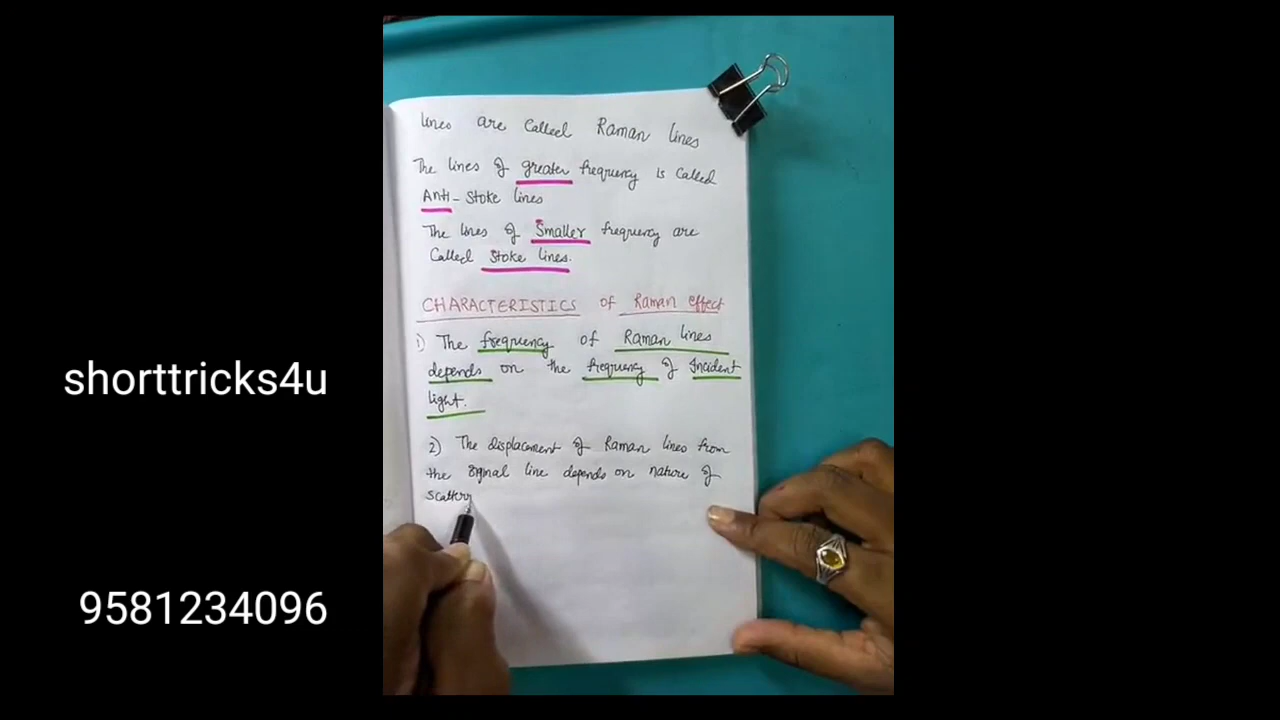 lines are Called Raman lines
The lines of greater frequency is called
Anti-Stoke lines
The lines of Smaller frequency are
Called Stoke lines.
CHARACTERISTICS of Raman effect
1) The frequency of Raman lines
depends on the frequency of Incident
light.
2) The displacement of Raman lines from
the line depends on nature of
Scatter
shorttricks4u
9581234096